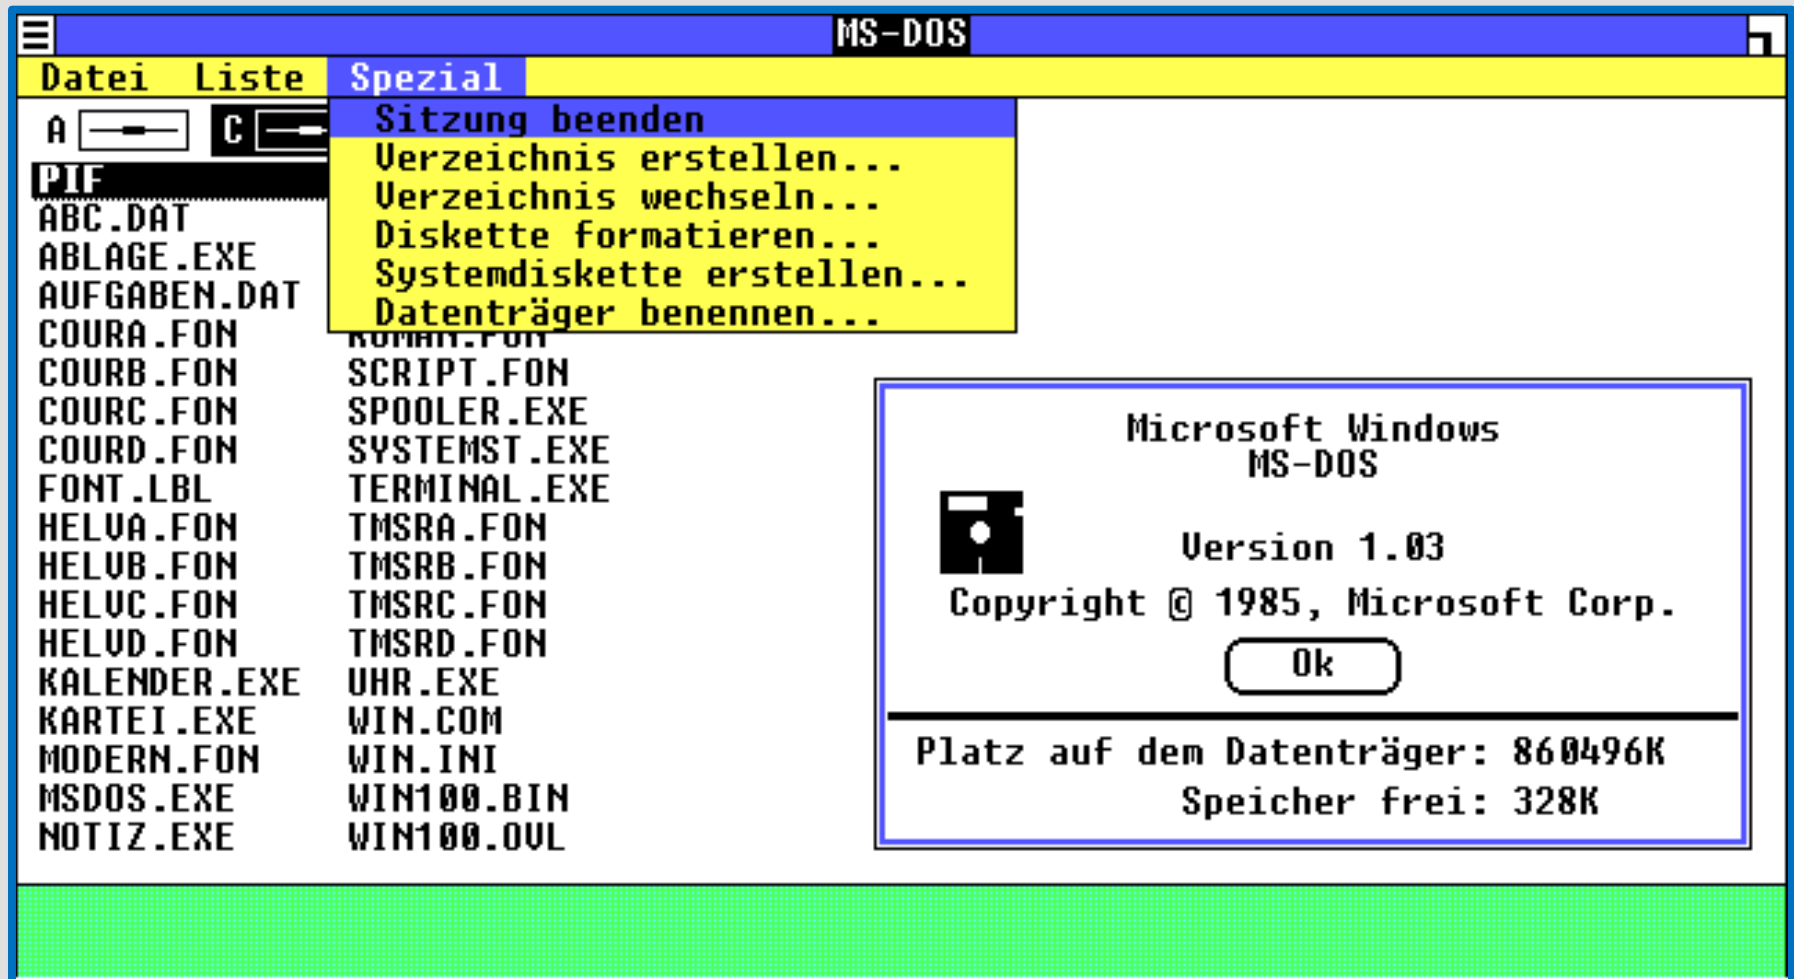 MS-DOS
Datei Liste Spezial
A C
Sitzung beenden
Verzeichnis erstellen...
Verzeichnis wechseln...
Diskette formatieren...
Systemdiskette erstellen...
Datenträger benennen...
PIF
ABC.DAT
ABLAGE.EXE
AUFGABEN.DAT
COURA.FON
COURB.FON
COURC.FON
COURD.FON
FONT.LBL
HELVA.FON
HELVB.FON
HELVC.FON
HELVD.FON
KALENDER.EXE
KARTEI.EXE
MODERN.FON
MSDOS.EXE
NOTIZ.EXE
ROMAN.FON
SCRIPT.FON
SPOOLER.EXE
SYSTEMST.EXE
TERMINAL.EXE
TMSRA.FON
TMSRB.FON
TMSRC.FON
TMSRD.FON
UHR.EXE
WIN.COM
WIN.INI
WIN100.BIN
WIN100.OVL
Microsoft Windows
MS-DOS
Version 1.03
Copyright © 1985, Microsoft Corp.
Ok
Platz auf dem Datenträger: 860496K
Speicher frei: 328K